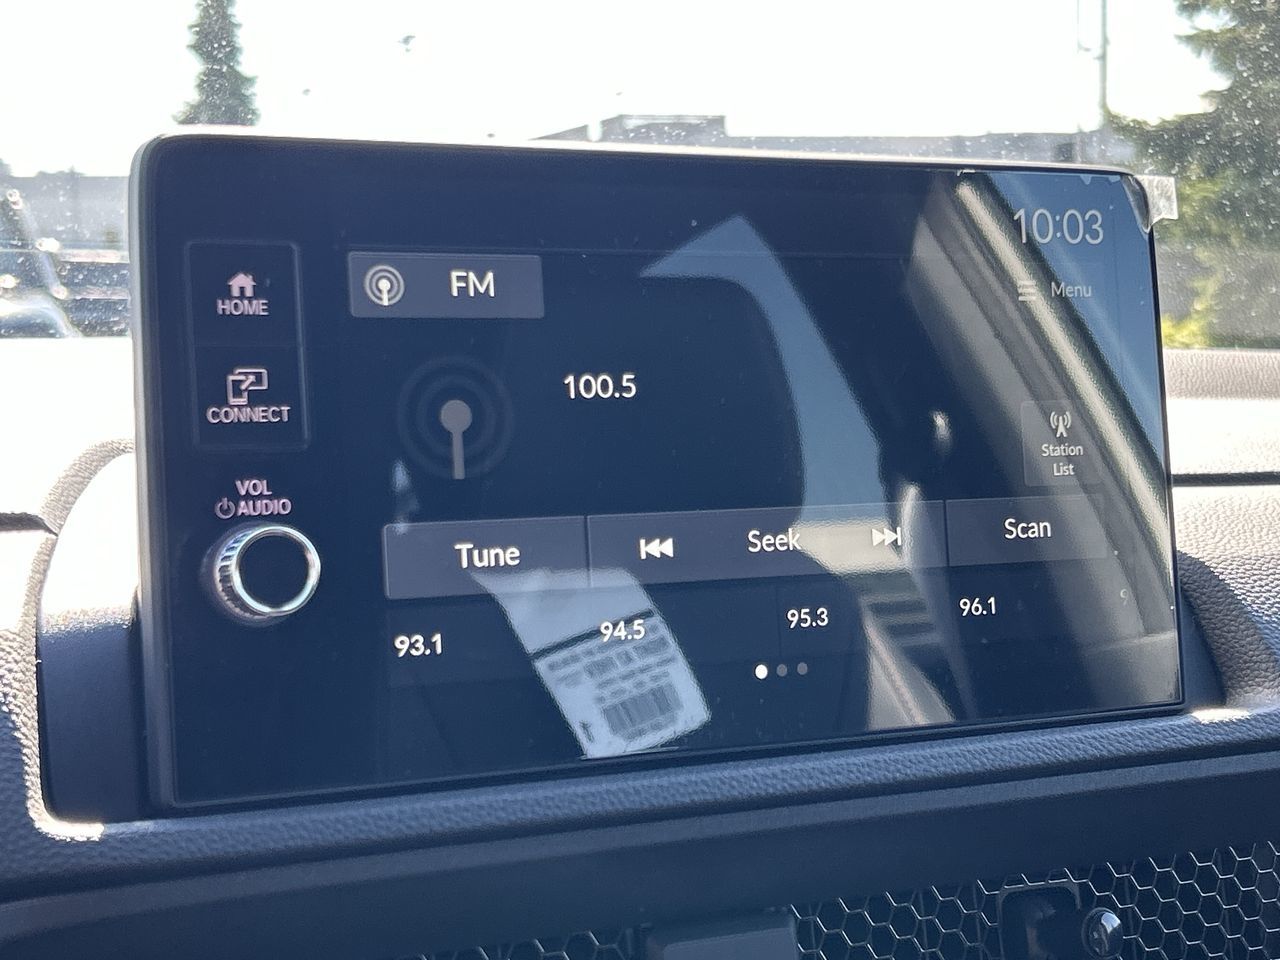 10:03
HOME
FM
Menu
CONNECT
100.5
Station
List
VOL
AUDIO
Tune
Seek
Scan
93.1
94.5
95.3
96.1